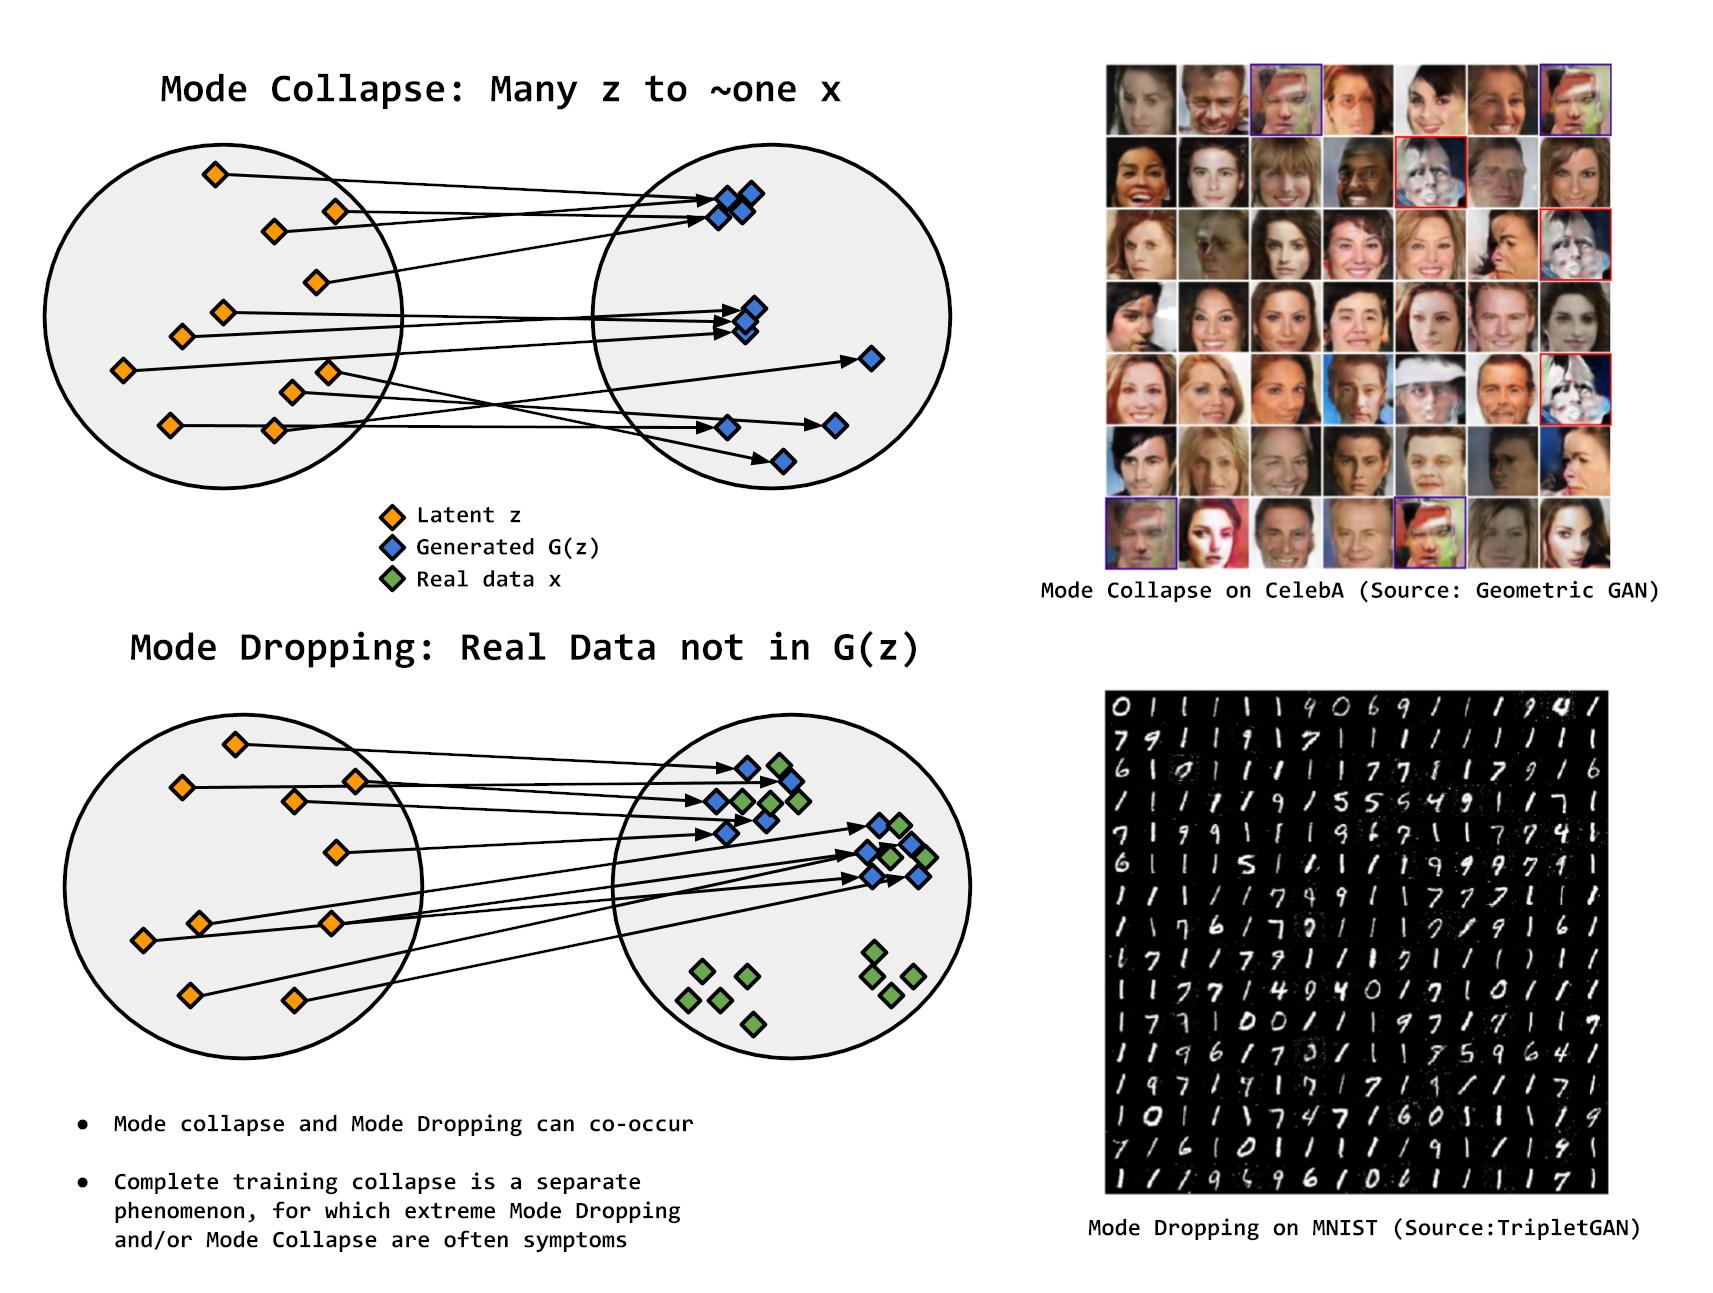 Mode Collapse: Many z to ~one x
Latent z
Generated G(z)
Real data x
Mode Collapse on CelebA (Source: Geometric GAN)
Mode Dropping: Real Data not in G(z)
● Mode collapse and Mode Dropping can co-occur
● Complete training collapse is a separate
phenomenon, for which extreme Mode Dropping
and/or Mode Collapse are often symptoms
Mode Dropping on MNIST (Source:TripletGAN)